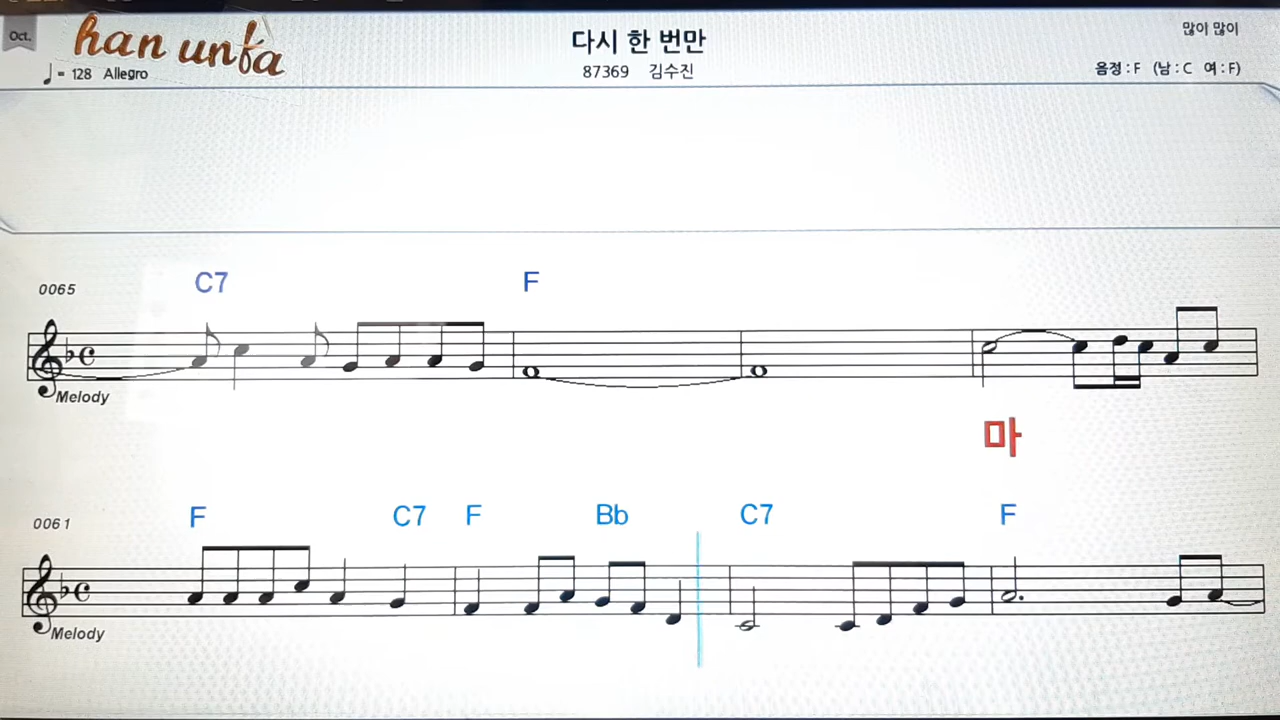 Oct.
han unfa
다시 한 번만
많이 많이
♩= 128 Allegro
87369 김수진
음정 : F (남 : C 여 : F)
C7 F
0065
Melody
마
F C7 F Bb C7 F
0061
Melody